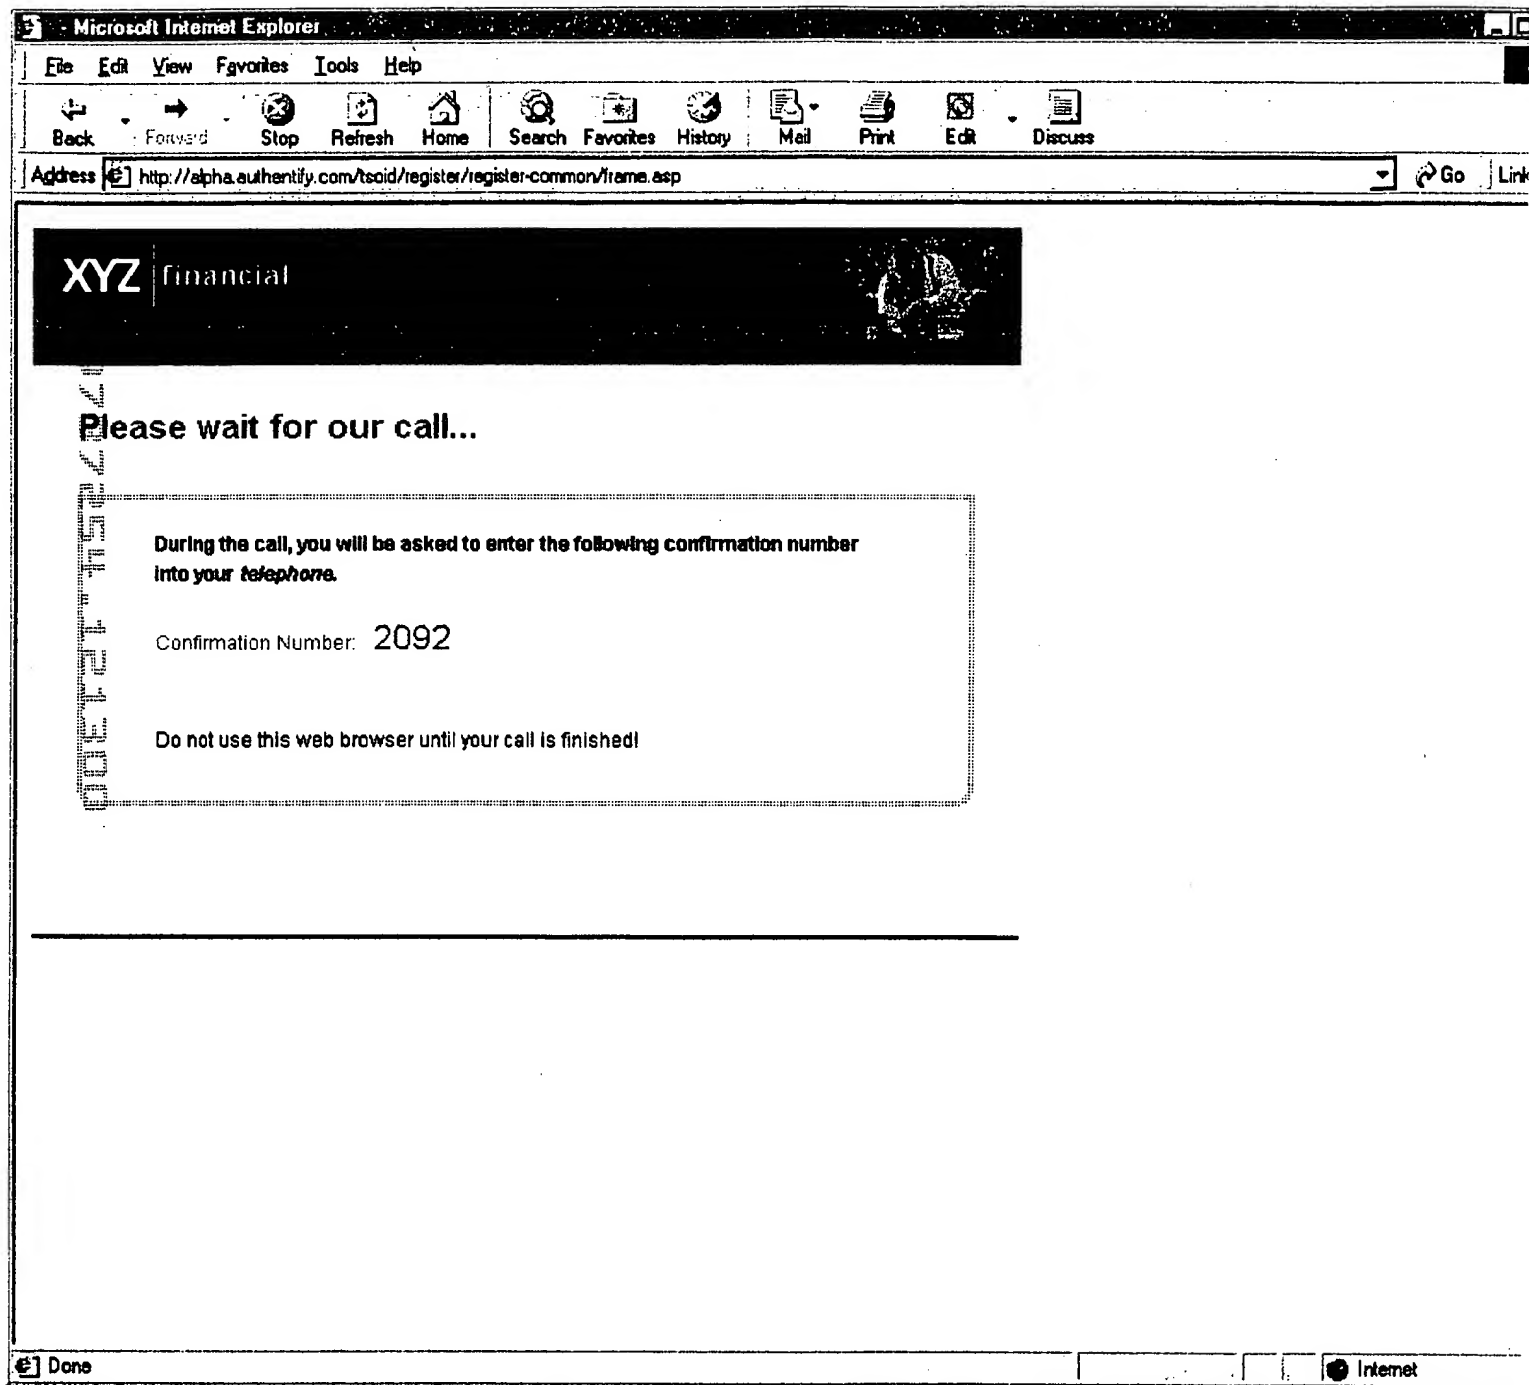 - Microsoft Internet Explorer
File Edit View Favorites Tools Help
Back Forward Stop Refresh Home Search Favorites History Mail Print Edit Discuss
Address http://alpha.authentify.com/tsoid/register/register-common/frame.asp Go Link
XYZ financial
Please wait for our call...
During the call, you will be asked to enter the following confirmation number
into your telephone.
Confirmation Number: 2092
Do not use this web browser until your call is finished!
Done Internet